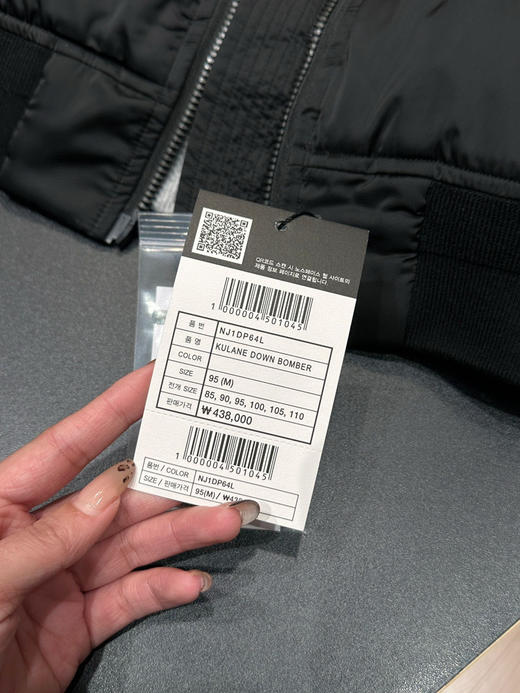 QR코드 스캔 시 노스페이스 웹 사이트의
제품 정보 페이지로 연결됩니다.
1 000004 501045
품 번 NJ1DP64L
품 명 KULANE DOWN BOMBER
COLOR
SIZE 95 (M)
전개 SIZE 85, 90, 95, 100, 105, 110
판매가격 ₩438,000
1 000004 501045
품번 / COLOR NJ1DP64L
SIZE / 판매가격 95(M) / ₩438